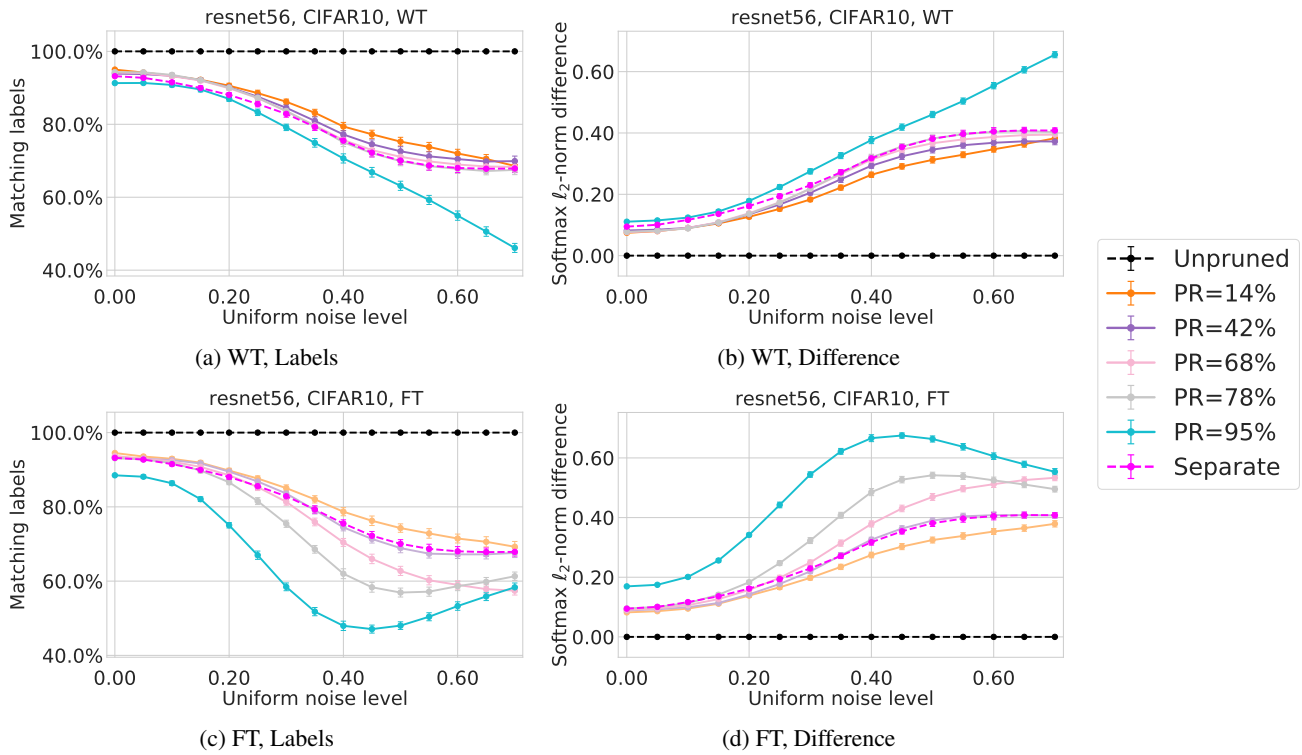 resnet56, CIFAR10, WT
100.0%
80.0%
60.0%
40.0%
Matching labels
0.00 0.20 0.40 0.60
Uniform noise level
(a) WT, Labels
resnet56, CIFAR10, WT
0.60
0.40
0.20
0.00
Softmax ℓ2-norm difference
0.00 0.20 0.40 0.60
Uniform noise level
(b) WT, Difference
resnet56, CIFAR10, FT
100.0%
80.0%
60.0%
40.0%
Matching labels
0.00 0.20 0.40 0.60
Uniform noise level
(c) FT, Labels
resnet56, CIFAR10, FT
0.60
0.40
0.20
0.00
Softmax ℓ2-norm difference
0.00 0.20 0.40 0.60
Uniform noise level
(d) FT, Difference
Unpruned
PR=14%
PR=42%
PR=68%
PR=78%
PR=95%
Separate